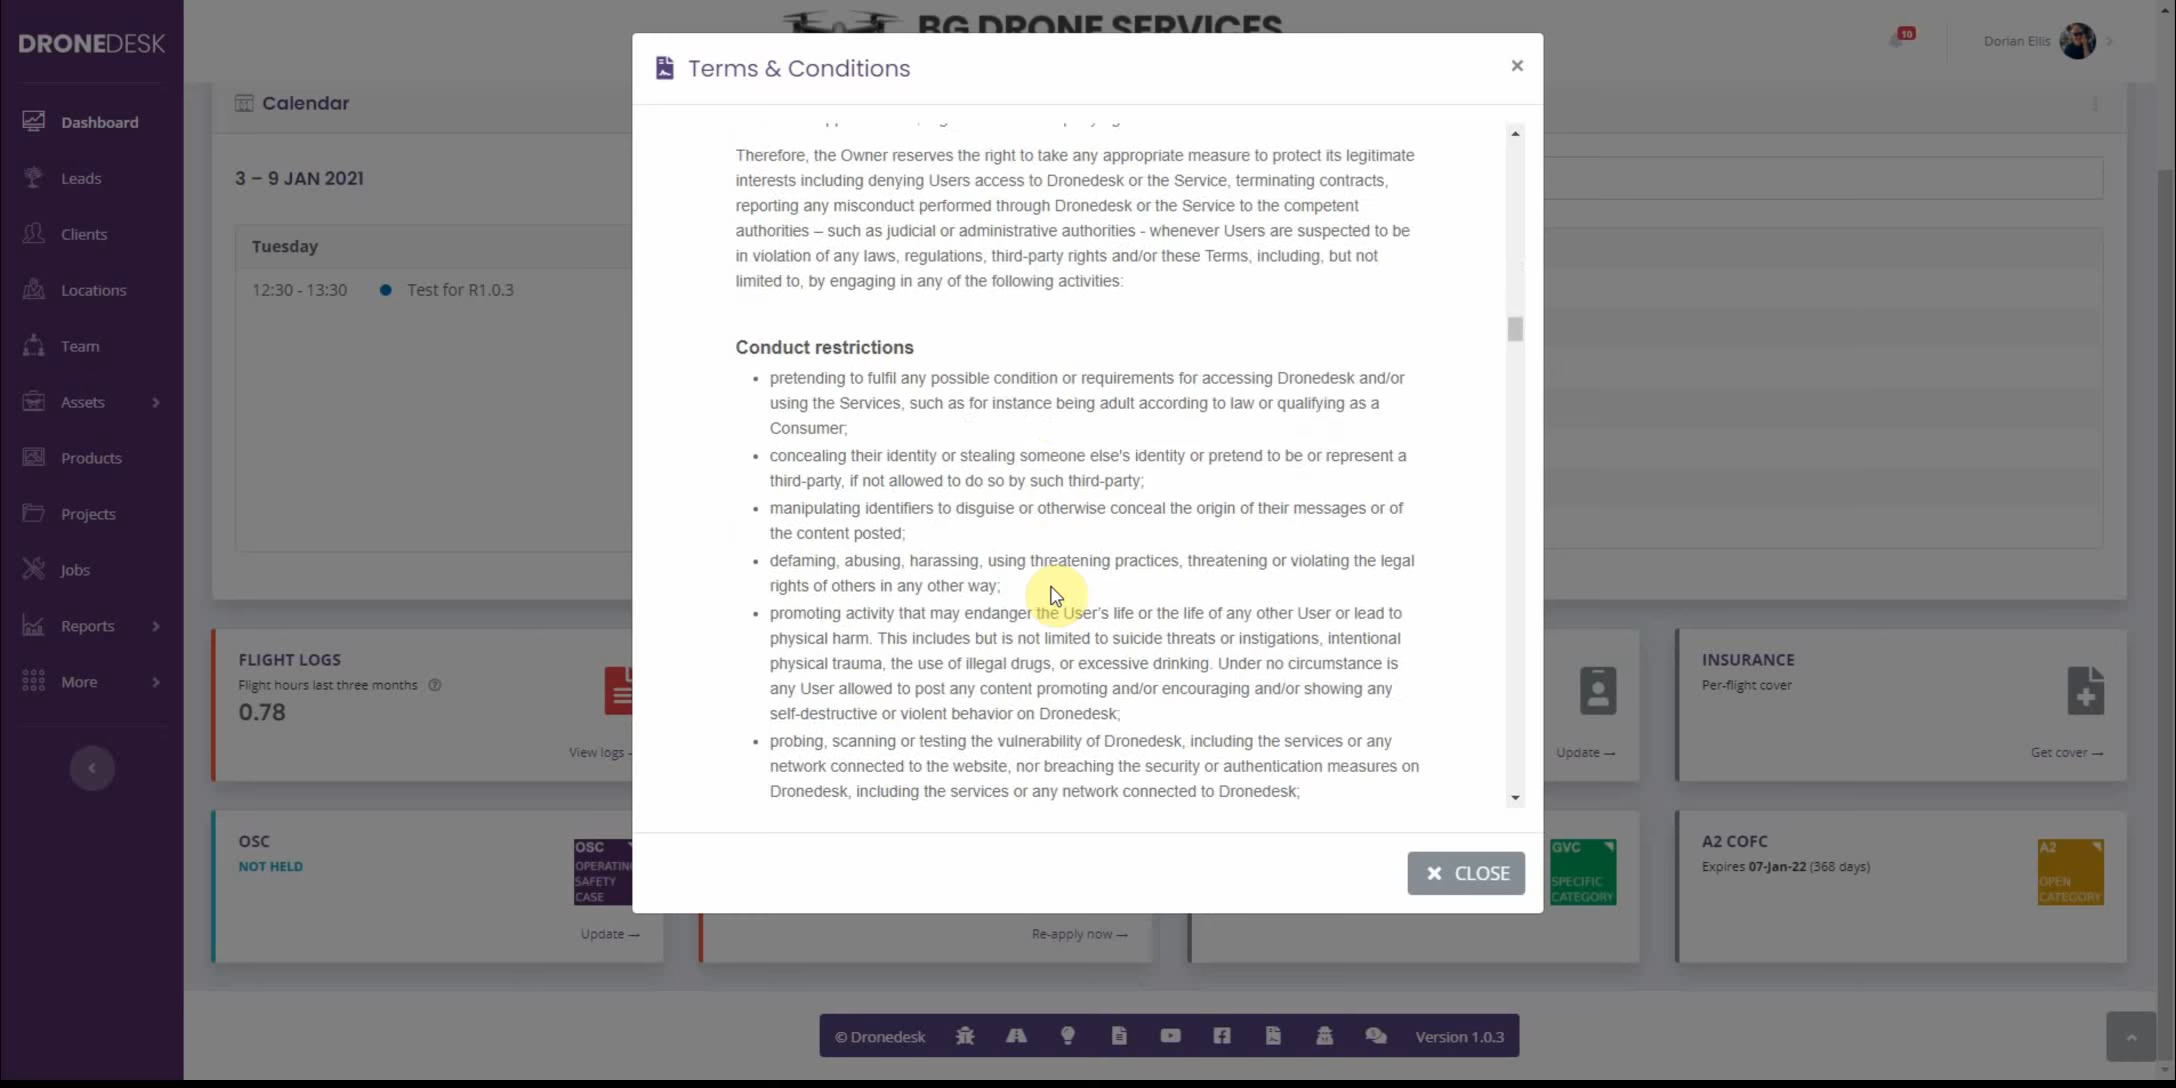 DRONEDESK
Dashboard
Leads
Clients
Locations
Team
Assets
Products
Projects
Jobs
Reports
More
BG DRONE SERVICES
10
Dorian Ellis
Calendar
3 – 9 JAN 2021
Tuesday
12:30 - 13:30 Test for R1.0.3
Terms & Conditions
×
Therefore, the Owner reserves the right to take any appropriate measure to protect its legitimate
interests including denying Users access to Dronedesk or the Service, terminating contracts,
reporting any misconduct performed through Dronedesk or the Service to the competent
authorities – such as judicial or administrative authorities - whenever Users are suspected to be
in violation of any laws, regulations, third-party rights and/or these Terms, including, but not
limited to, by engaging in any of the following activities:
Conduct restrictions
• pretending to fulfil any possible condition or requirements for accessing Dronedesk and/or
using the Services, such as for instance being adult according to law or qualifying as a
Consumer;
• concealing their identity or stealing someone else's identity or pretend to be or represent a
third-party, if not allowed to do so by such third-party;
• manipulating identifiers to disguise or otherwise conceal the origin of their messages or of
the content posted;
• defaming, abusing, harassing, using threatening practices, threatening or violating the legal
rights of others in any other way;
• promoting activity that may endanger the User's life or the life of any other User or lead to
physical harm. This includes but is not limited to suicide threats or instigations, intentional
physical trauma, the use of illegal drugs, or excessive drinking. Under no circumstance is
any User allowed to post any content promoting and/or encouraging and/or showing any
self-destructive or violent behavior on Dronedesk;
• probing, scanning or testing the vulnerability of Dronedesk, including the services or any
network connected to the website, nor breaching the security or authentication measures on
Dronedesk, including the services or any network connected to Dronedesk;
× CLOSE
FLIGHT LOGS
Flight hours last three months
0.78
View logs
Update →
INSURANCE
Per-flight cover
Get cover →
OSC
NOT HELD
OSC
OPERATING
SAFETY
CASE
Update →
Re-apply now →
GVC
SPECIFIC
CATEGORY
A2 COFC
Expires 07-Jan-22 (368 days)
A2
OPEN
CATEGORY
© Dronedesk
Version 1.0.3